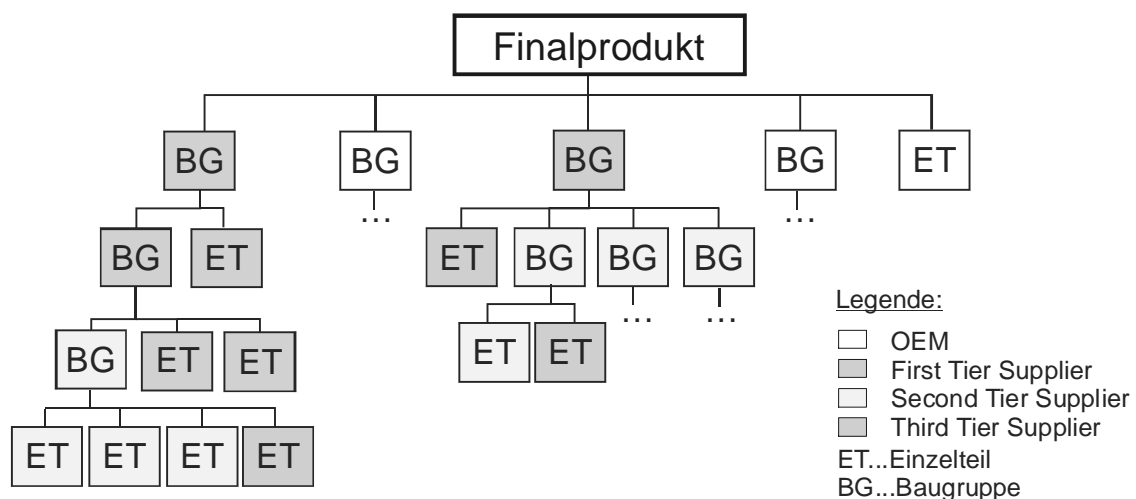 Finalprodukt
BG BG BG BG ET
... ...
BG ET ET BG BG BG
... ...
BG ET ET ET ET
ET ET ET ET
Legende:
OEM
First Tier Supplier
Second Tier Supplier
Third Tier Supplier
ET...Einzelteil
BG...Baugruppe